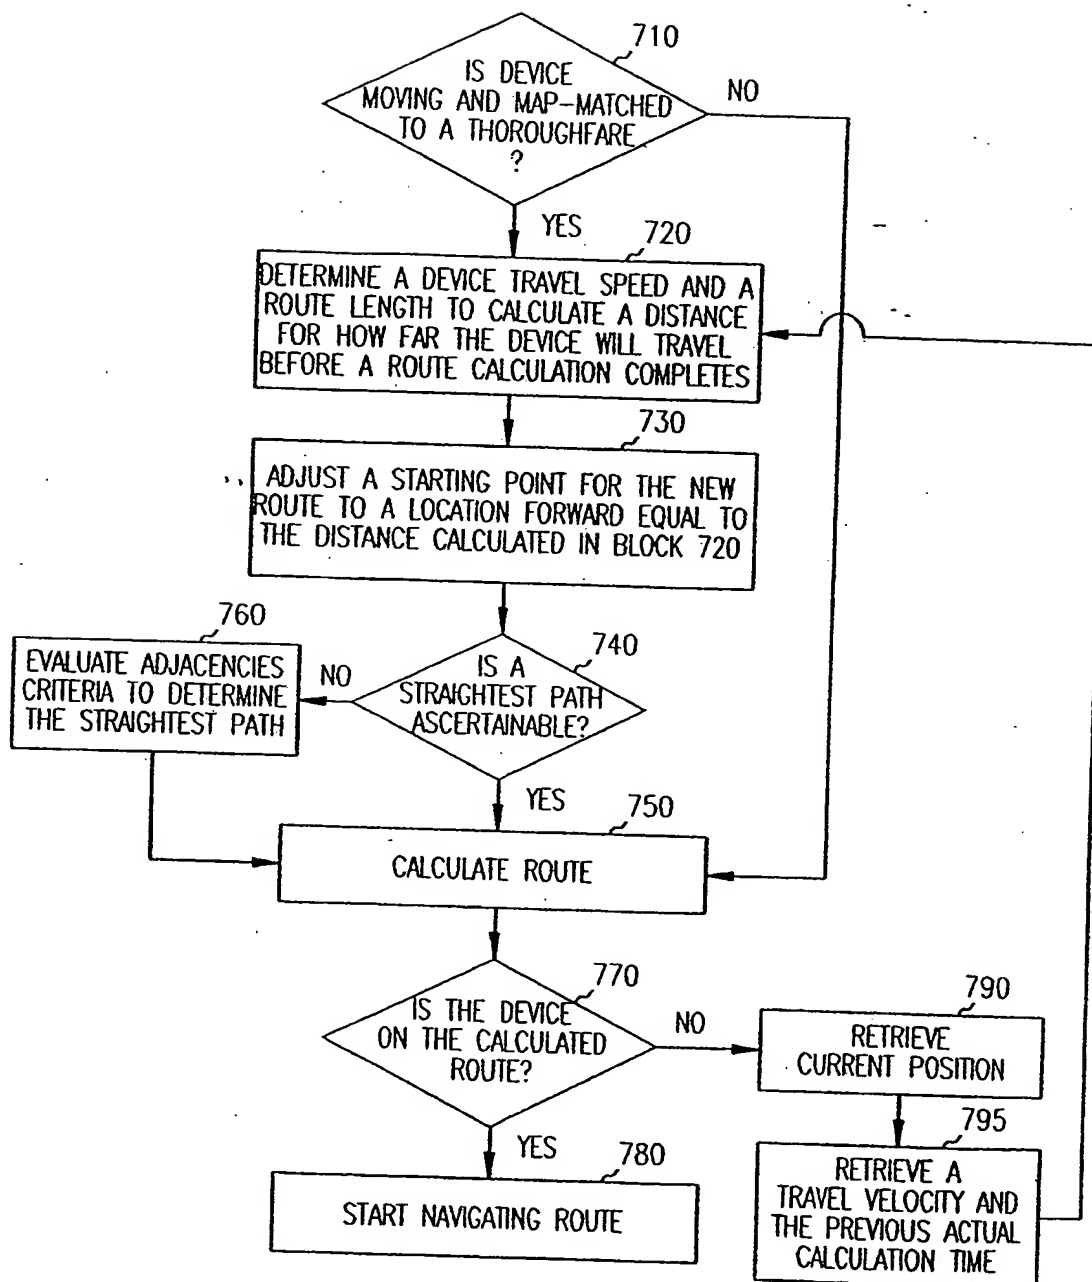 710
IS DEVICE
MOVING AND MAP-MATCHED
TO A THOROUGHFARE
?
NO
YES
720
DETERMINE A DEVICE TRAVEL SPEED AND A
ROUTE LENGTH TO CALCULATE A DISTANCE
FOR HOW FAR THE DEVICE WILL TRAVEL
BEFORE A ROUTE CALCULATION COMPLETES
730
ADJUST A STARTING POINT FOR THE NEW
ROUTE TO A LOCATION FORWARD EQUAL TO
THE DISTANCE CALCULATED IN BLOCK 720
740
IS A
STRAIGHTEST PATH
ASCERTAINABLE?
NO
760
EVALUATE ADJACENCIES
CRITERIA TO DETERMINE
THE STRAIGHTEST PATH
YES
750
CALCULATE ROUTE
770
IS THE DEVICE
ON THE CALCULATED
ROUTE?
NO
790
RETRIEVE
CURRENT POSITION
795
RETRIEVE A
TRAVEL VELOCITY AND
THE PREVIOUS ACTUAL
CALCULATION TIME
YES
780
START NAVIGATING ROUTE